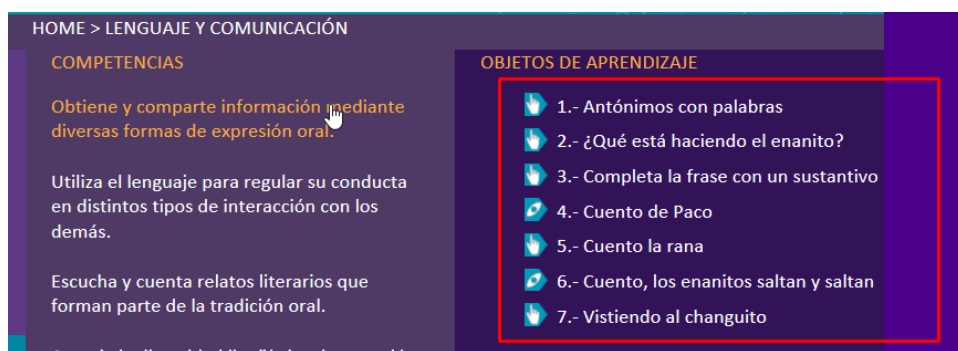 HOME > LENGUAJE Y COMUNICACIÓN
COMPETENCIAS
Obtiene y comparte información mediante
diversas formas de expresión oral.
Utiliza el lenguaje para regular su conducta
en distintos tipos de interacción con los
demás.
Escucha y cuenta relatos literarios que
forman parte de la tradición oral.
OBJETOS DE APRENDIZAJE
1.- Antónimos con palabras
2.- ¿Qué está haciendo el enanito?
3.- Completa la frase con un sustantivo
4.- Cuento de Paco
5.- Cuento la rana
6.- Cuento, los enanitos saltan y saltan
7.- Vistiendo al changuito